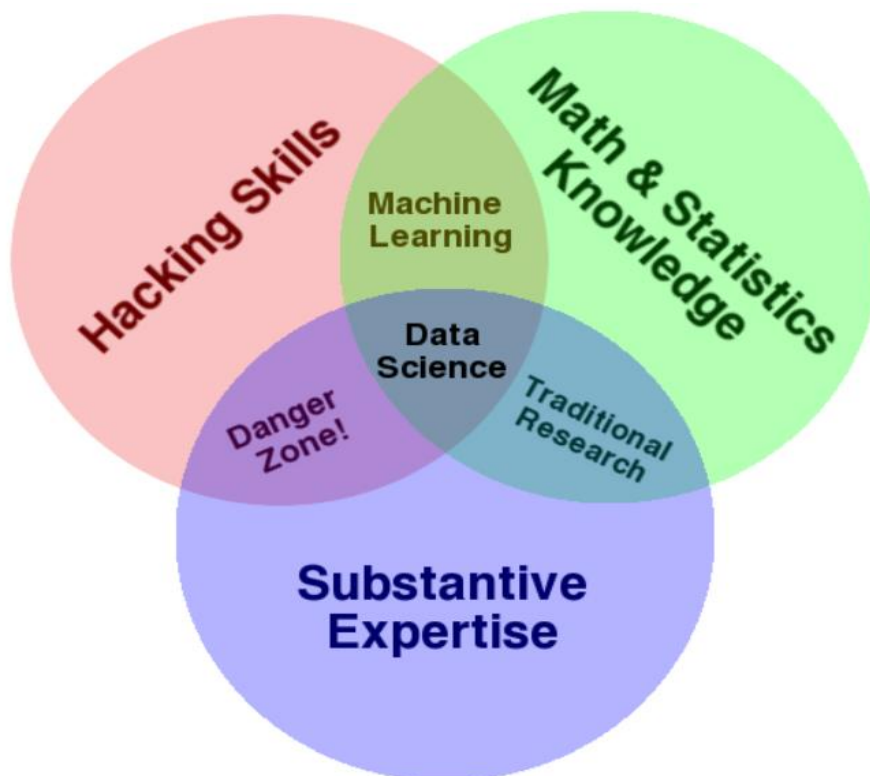 Hacking Skills
Math & Statistics
Knowledge
Machine
Learning
Data
Science
Danger
Zone!
Traditional
Research
Substantive
Expertise